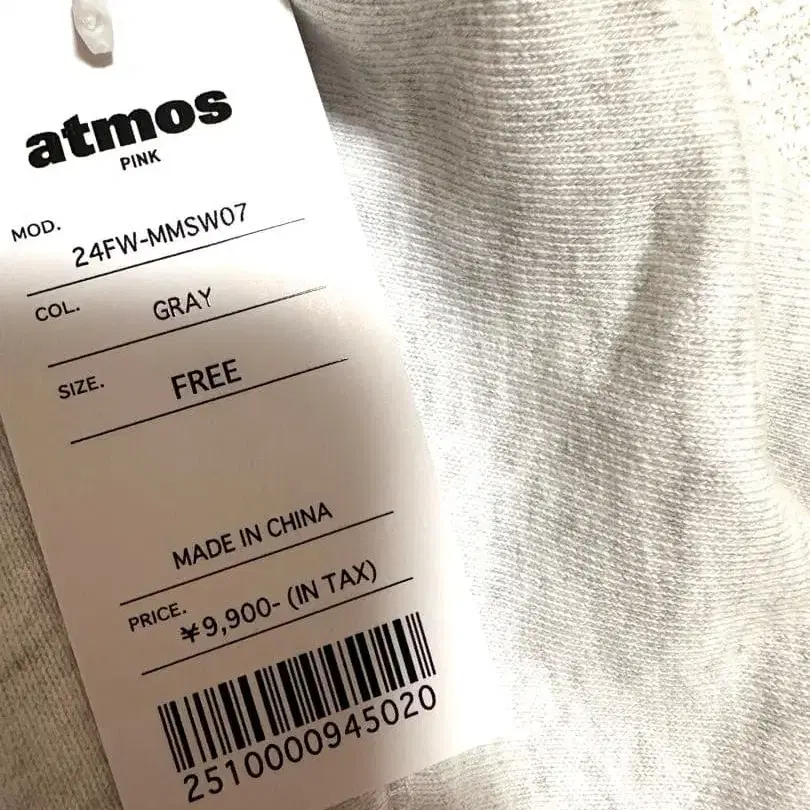 atmos
PINK
MOD. 24FW-MMSW07
COL. GRAY
SIZE. FREE
MADE IN CHINA
PRICE. ¥9,900- (IN TAX)
2510000945020